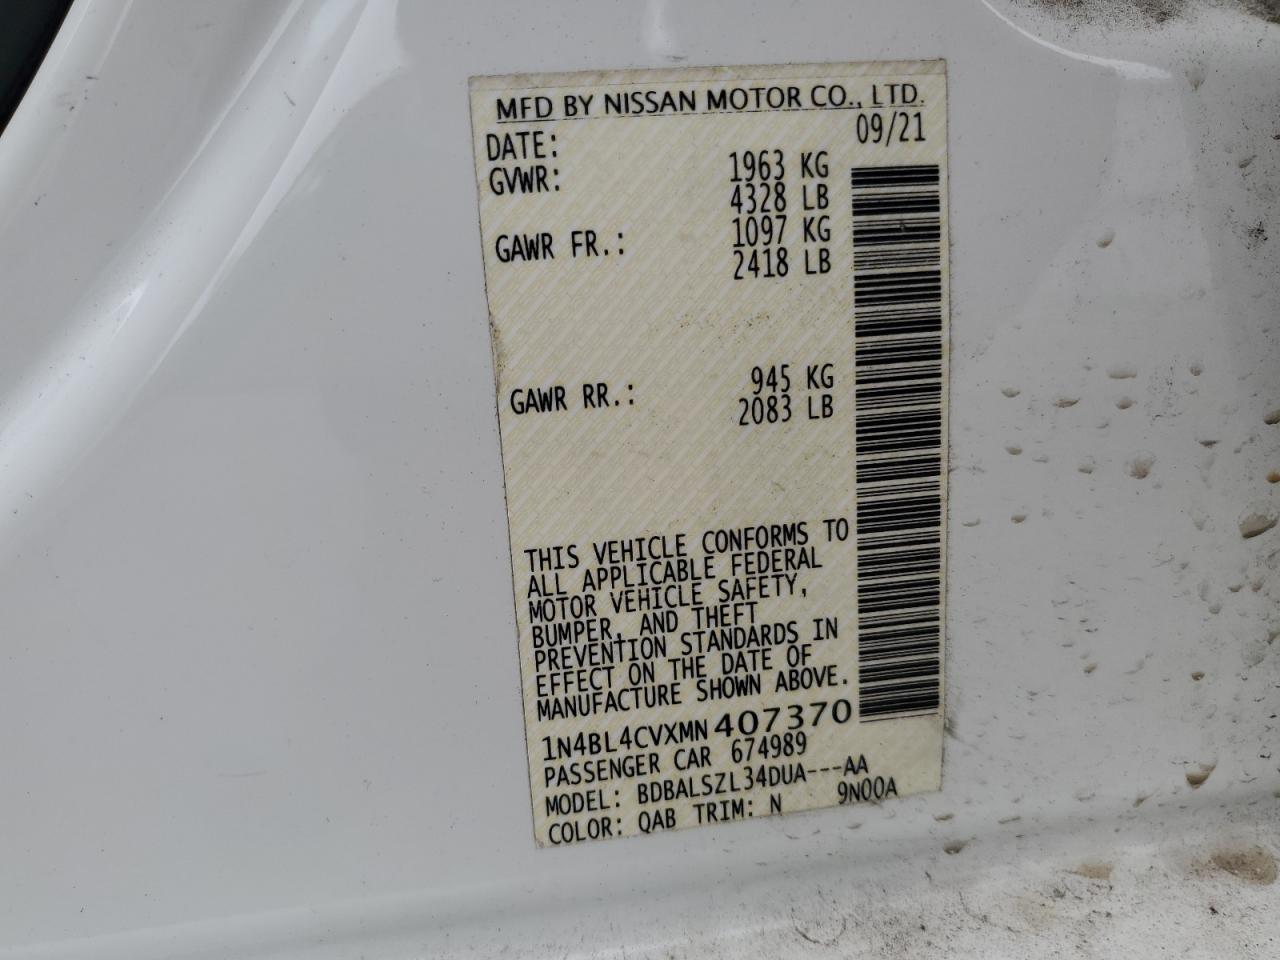 MFD BY NISSAN MOTOR CO., LTD.
DATE: 09/21
GVWR: 1963 KG
4328 LB
GAWR FR.: 1097 KG
2418 LB
GAWR RR.: 945 KG
2083 LB
THIS VEHICLE CONFORMS TO
ALL APPLICABLE FEDERAL
MOTOR VEHICLE SAFETY,
BUMPER, AND THEFT
PREVENTION STANDARDS IN
EFFECT ON THE DATE OF
MANUFACTURE SHOWN ABOVE.
1N4BL4CVXMN407370
PASSENGER CAR 674989
MODEL: BDBALSZL34DUA---AA
COLOR: QAB TRIM: N 9N00A